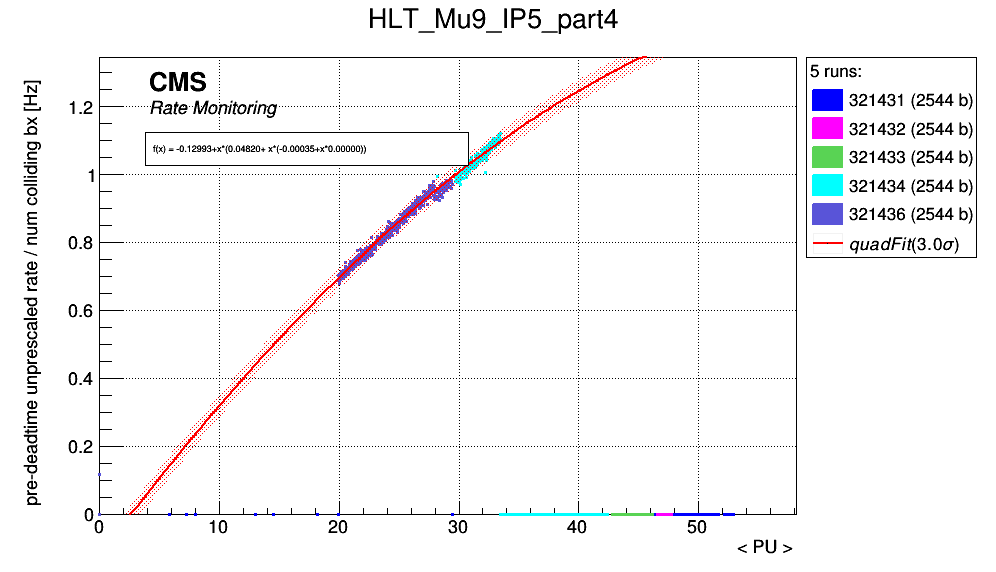 HLT_Mu9_IP5_part4
CMS
Rate Monitoring
f(x) = -0.12993+x*(0.04820+ x*(-0.00035+x*0.00000))
pre-deadtime unprescaled rate / num colliding bx [Hz]
1.2
1
0.8
0.6
0.4
0.2
0
0 10 20 30 40 50
< PU >
5 runs:
321431 (2544 b)
321432 (2544 b)
321433 (2544 b)
321434 (2544 b)
321436 (2544 b)
quadFit(3.0σ)